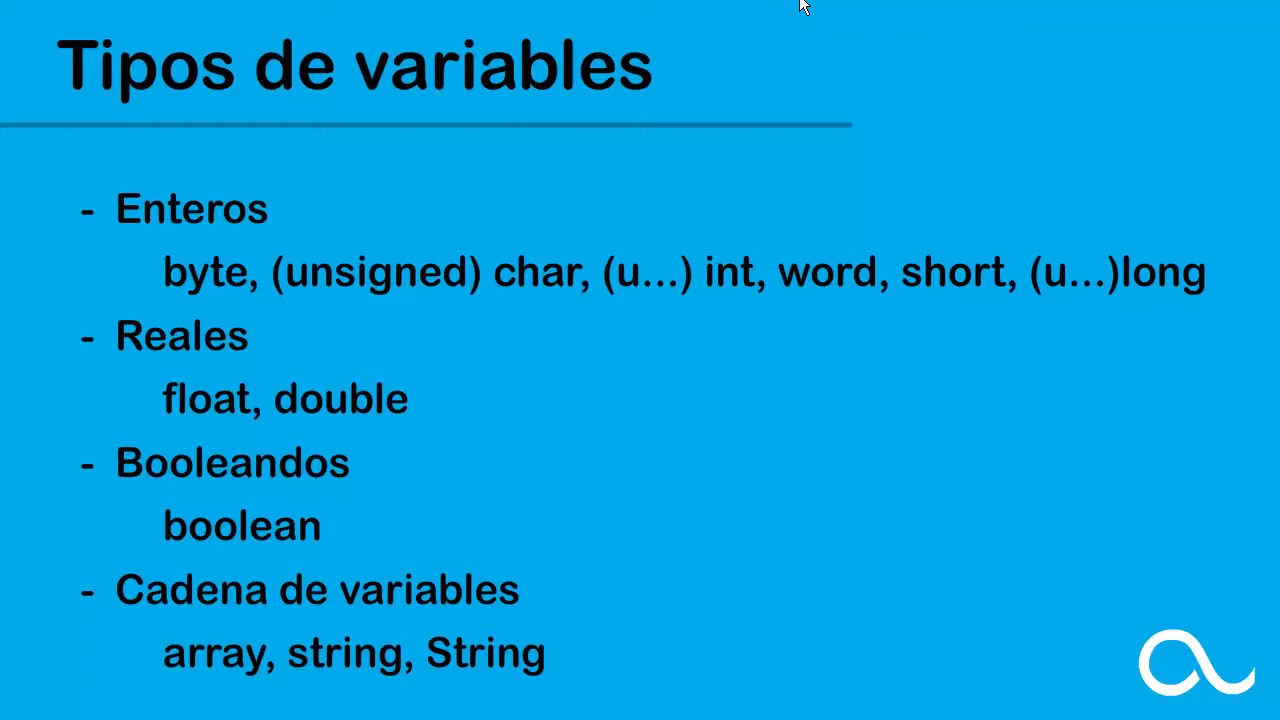 Tipos de variables
- Enteros
byte, (unsigned) char, (u...) int, word, short, (u...)long
- Reales
float, double
- Booleandos
boolean
- Cadena de variables
array, string, String